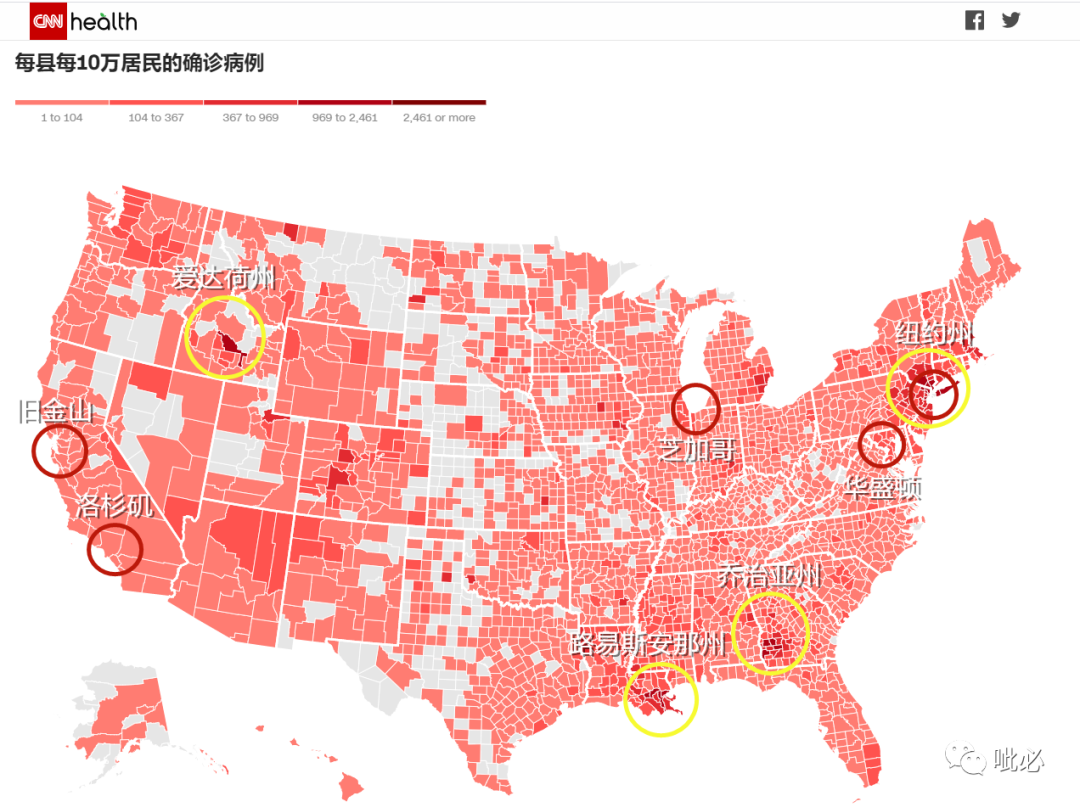 CNN health
每县每10万居民的确诊病例
1 to 104
104 to 367
367 to 969
969 to 2,461
2,461 or more
爱达荷州
纽约州
旧金山
芝加哥
华盛顿
洛杉矶
乔治亚州
路易斯安那州
呲必